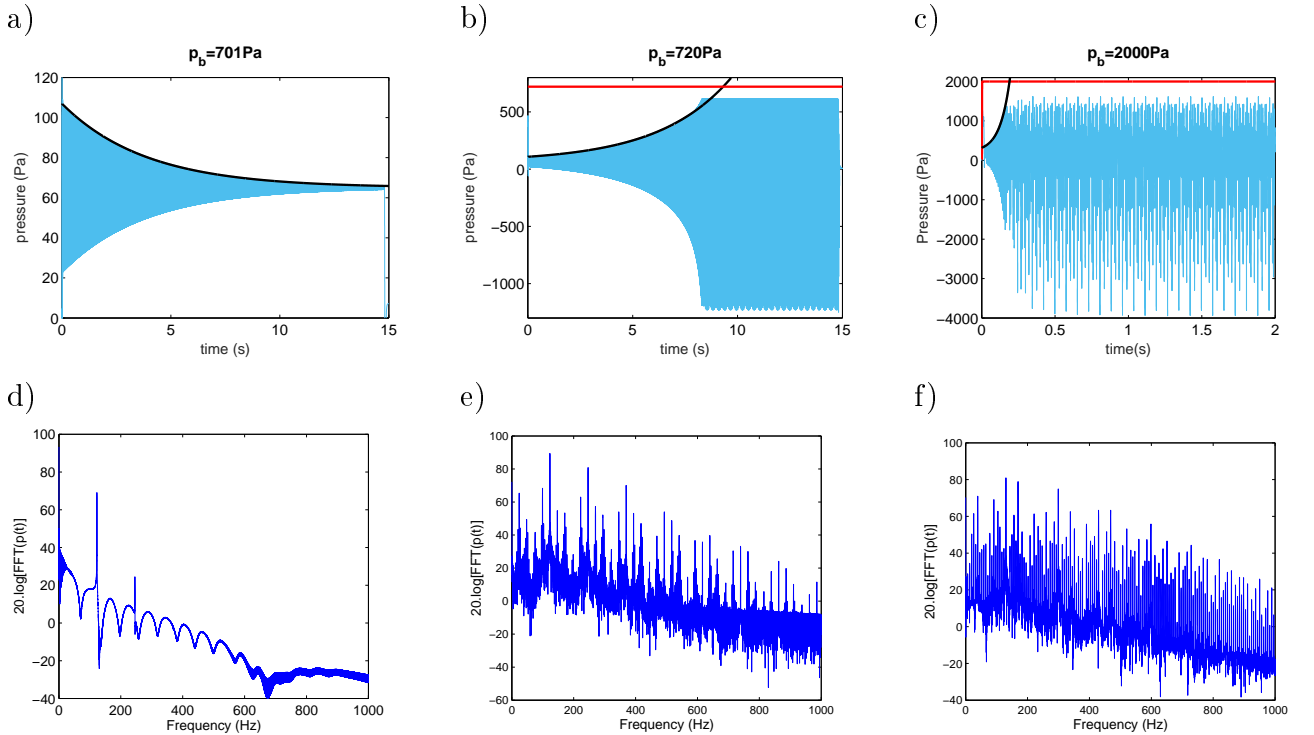 a)
p_b=701Pa
120
100
80
60
40
20
0
pressure (Pa)
0 5 10 15
time (s)
b)
p_b=720Pa
500
0
−500
−1000
pressure (Pa)
0 5 10 15
time (s)
c)
p_b=2000Pa
2000
1000
0
−1000
−2000
−3000
−4000
Pressure (Pa)
0 0.5 1 1.5 2
time(s)
d)
100
80
60
40
20
0
−20
−40
20.log[FFT(p(t)]
0 200 400 600 800 1000
Frequency (Hz)
e)
100
80
60
40
20
0
−20
−40
−60
20.log[FFT(p(t)]
0 200 400 600 800 1000
Frequency (Hz)
f)
100
80
60
40
20
0
−20
−40
20.log[FFT(p(t)]
0 200 400 600 800 1000
Frequency (Hz)